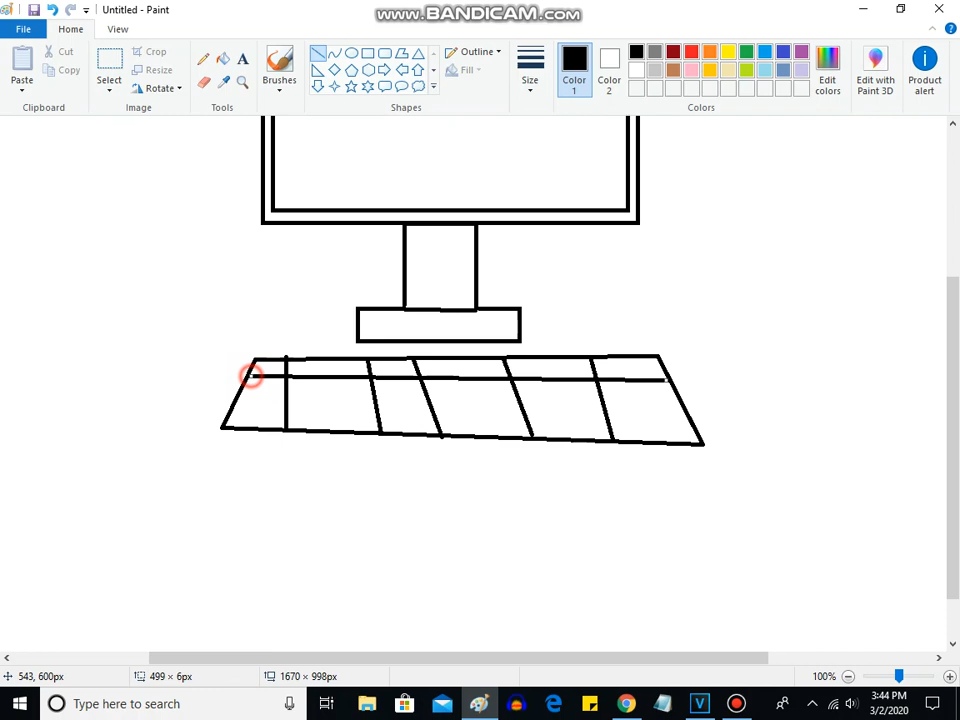 Untitled - Paint
www.BANDICAM.com
File
Home
View
Paste
Cut
Copy
Clipboard
Select
Crop
Resize
Rotate
Image
A
Tools
Brushes
Shapes
Outline
Fill
Size
Color 1
Color 2
Edit colors
Colors
Edit with Paint 3D
Product alert
543, 600px
499 × 6px
1670 × 998px
100%
Type here to search
3:44 PM
3/2/2020